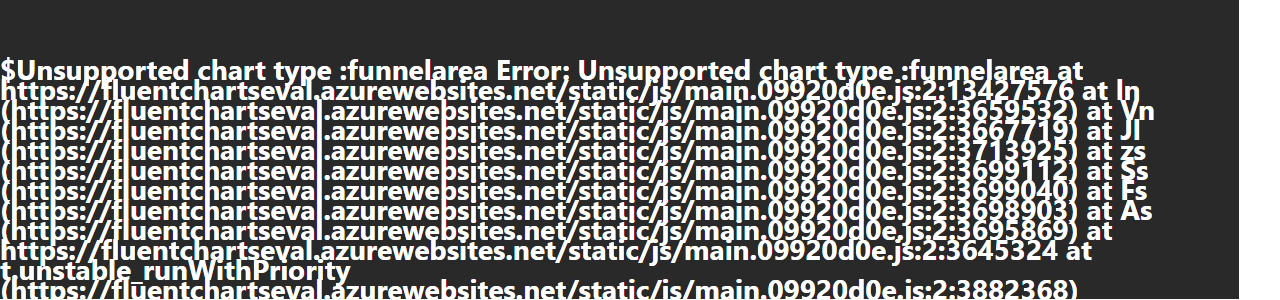 $Unsupported chart type :funnelarea Error: Unsupported chart type :funnelarea at
https://fluentchartseval.azurewebsites.net/static/js/main.09920d0e.js:2:13427576 at ln
(https://fluentchartseval.azurewebsites.net/static/js/main.09920d0e.js:2:3659532) at Vn
(https://fluentchartseval.azurewebsites.net/static/js/main.09920d0e.js:2:3667719) at Jl
(https://fluentchartseval.azurewebsites.net/static/js/main.09920d0e.js:2:3713925) at zs
(https://fluentchartseval.azurewebsites.net/static/js/main.09920d0e.js:2:3699112) at Ss
(https://fluentchartseval.azurewebsites.net/static/js/main.09920d0e.js:2:3699040) at Fs
(https://fluentchartseval.azurewebsites.net/static/js/main.09920d0e.js:2:3698903) at As
(https://fluentchartseval.azurewebsites.net/static/js/main.09920d0e.js:2:3695869) at
https://fluentchartseval.azurewebsites.net/static/js/main.09920d0e.js:2:3645324 at
t.unstable_runWithPriority
(https://fluentchartseval.azurewebsites.net/static/js/main.09920d0e.js:2:3882368)